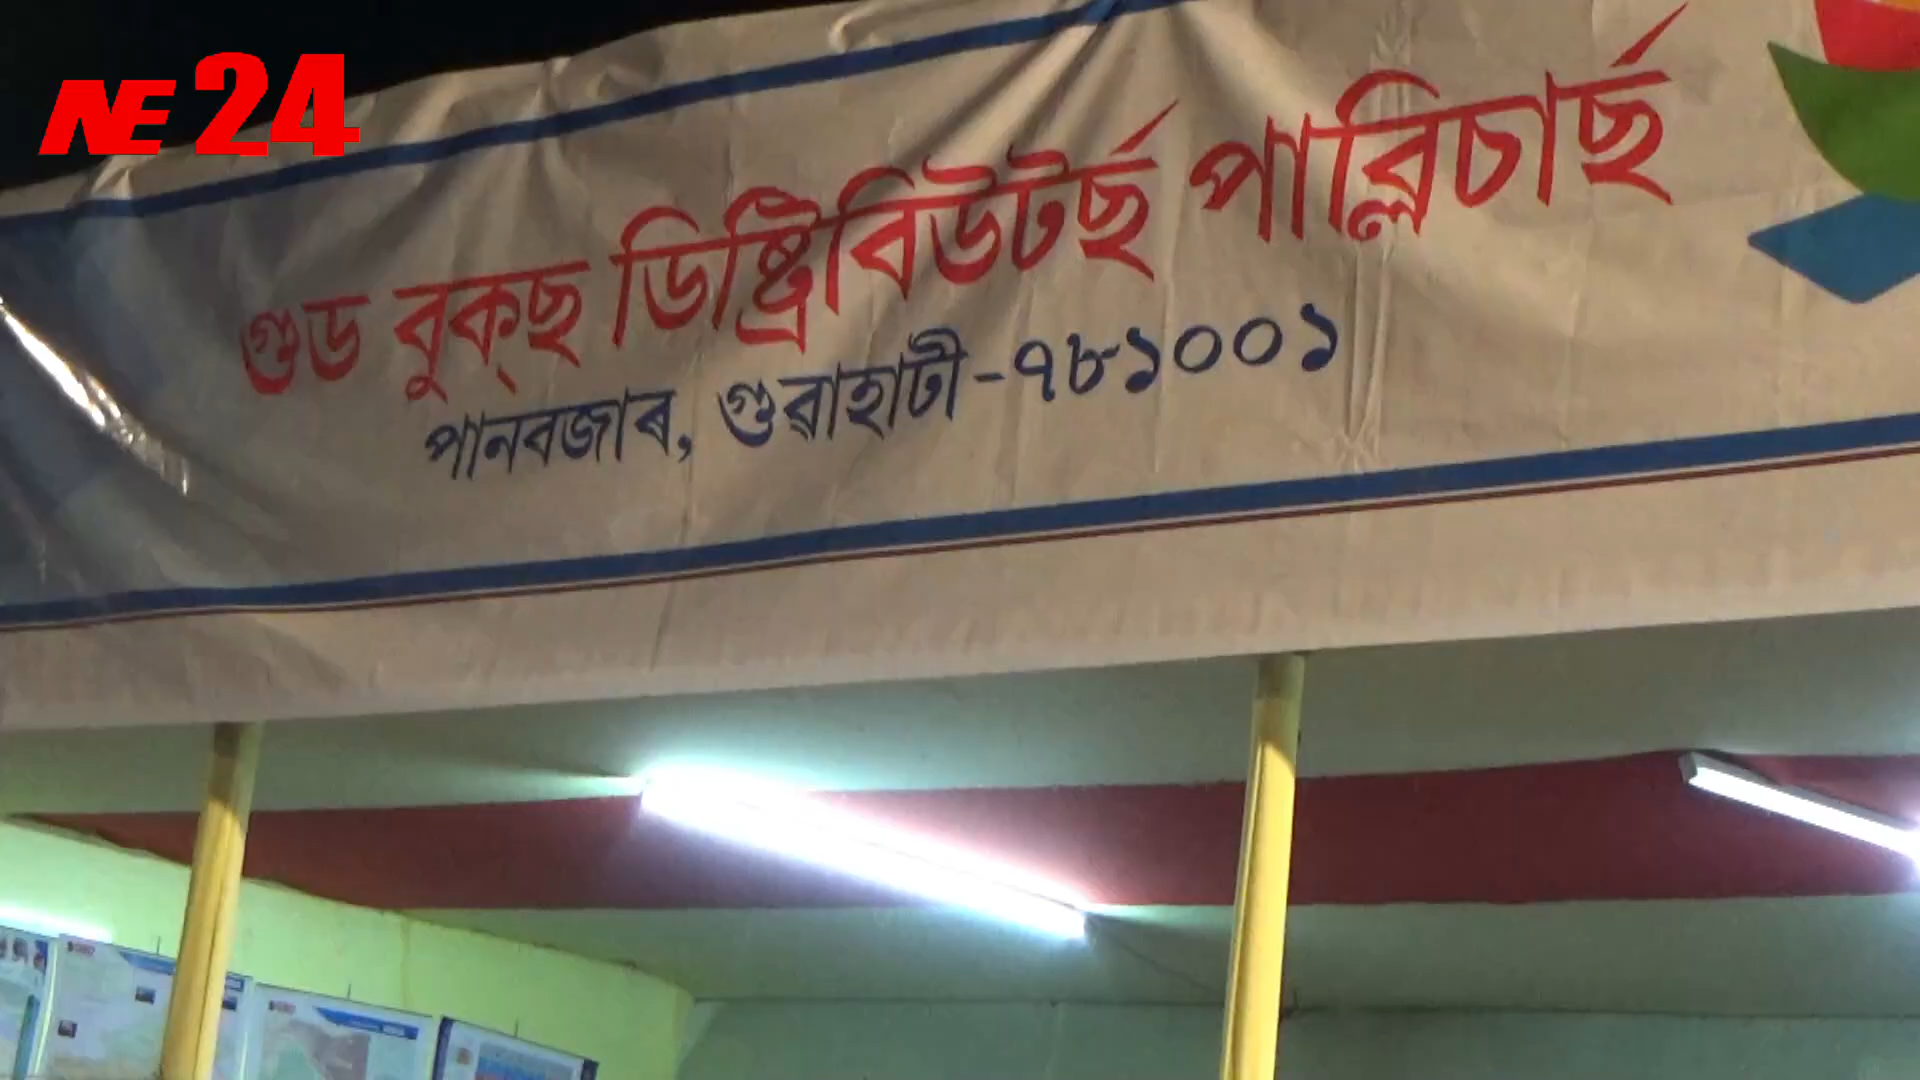 NE 24
গুড বুক্‌ছ ডিষ্ট্ৰিবিউটৰ্ছ পাব্লিচাৰ্ছ
পানবজাৰ, গুৱাহাটী-৭৮১০০১